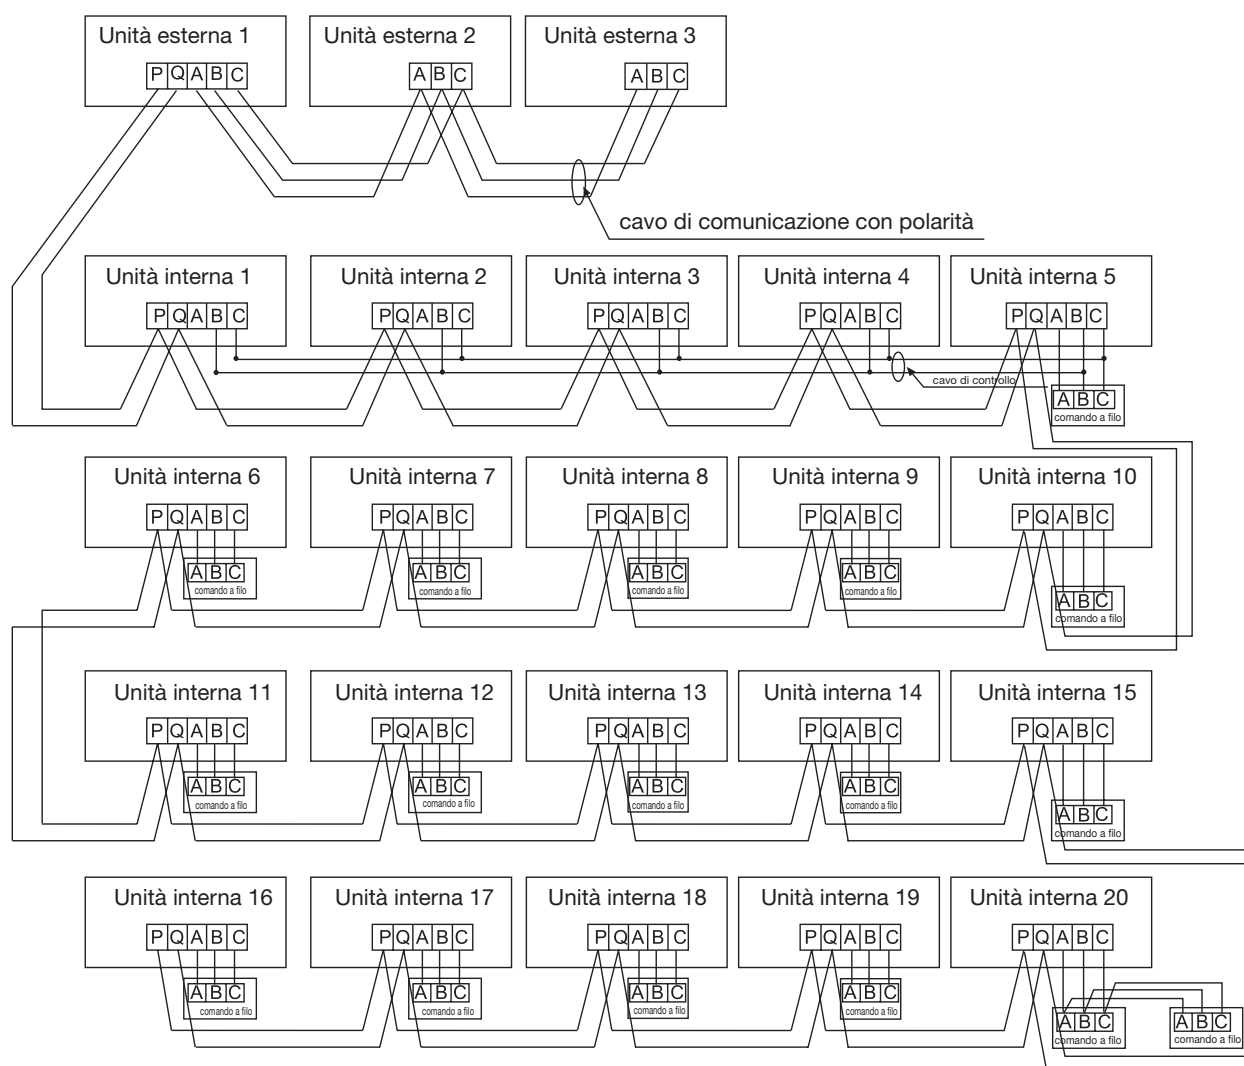 Unità esterna 1 Unità esterna 2 Unità esterna 3
P Q A B C A B C A B C
cavo di comunicazione con polarità
Unità interna 1 Unità interna 2 Unità interna 3 Unità interna 4 Unità interna 5
P Q A B C P Q A B C P Q A B C P Q A B C P Q A B C
cavo di controllo
A B C
comando a filo
Unità interna 6 Unità interna 7 Unità interna 8 Unità interna 9 Unità interna 10
P Q A B C P Q A B C P Q A B C P Q A B C P Q A B C
A B C A B C A B C A B C
comando a filo comando a filo comando a filo comando a filo
A B C
comando a filo
Unità interna 11 Unità interna 12 Unità interna 13 Unità interna 14 Unità interna 15
P Q A B C P Q A B C P Q A B C P Q A B C P Q A B C
A B C A B C A B C A B C
comando a filo comando a filo comando a filo comando a filo
A B C
comando a filo
Unità interna 16 Unità interna 17 Unità interna 18 Unità interna 19 Unità interna 20
P Q A B C P Q A B C P Q A B C P Q A B C P Q A B C
A B C A B C A B C A B C
comando a filo comando a filo comando a filo comando a filo
A B C A B C
comando a filo comando a filo